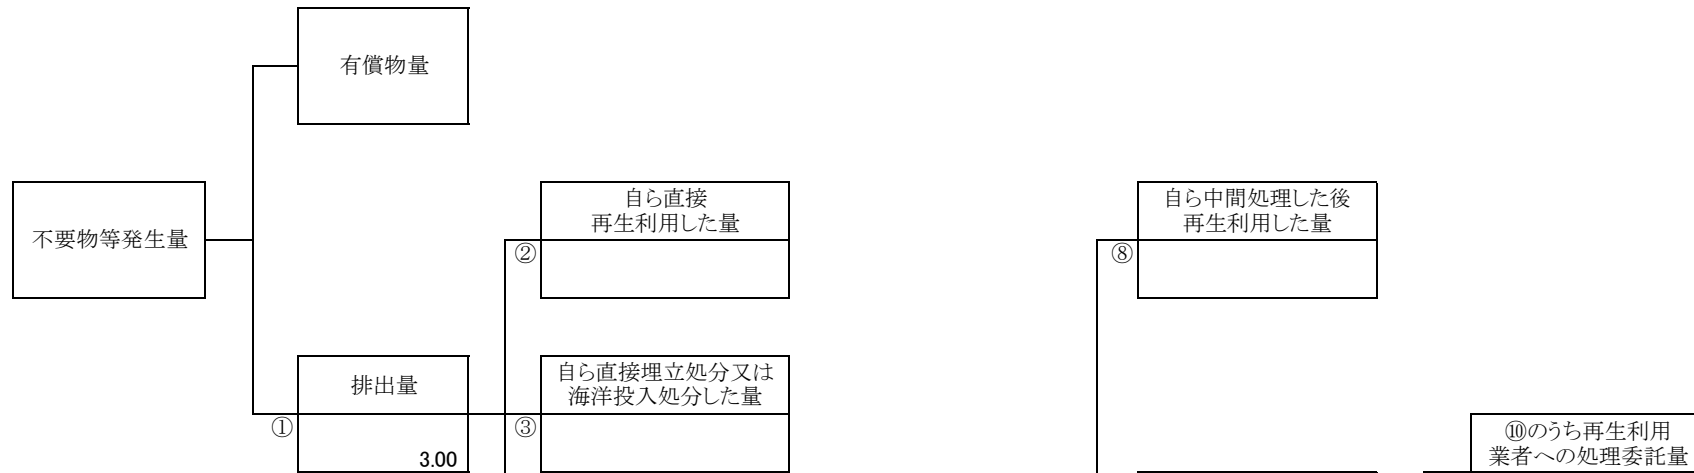 有償物量
不要物等発生量
自ら直接
再生利用した量
②
自ら中間処理した後
再生利用した量
⑧
排出量
①
3.00
自ら直接埋立処分又は
海洋投入処分した量
③
⑩のうち再生利用
業者への処理委託量